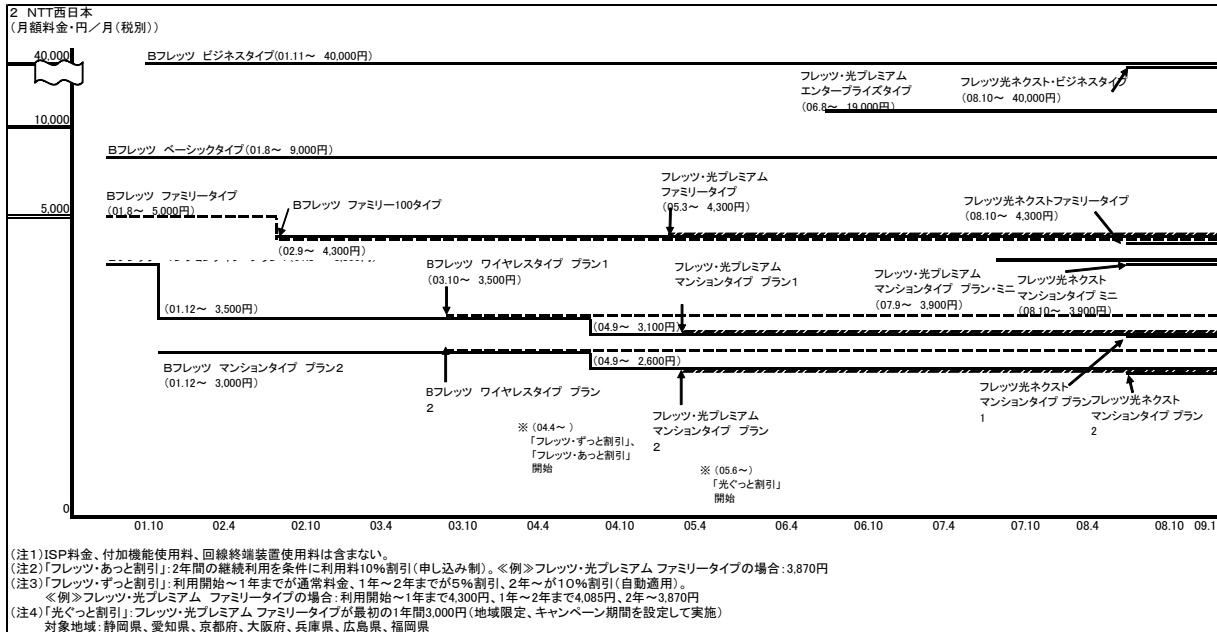 2 NTT西日本
(月額料金・円／月(税別))
40,000
10,000
5,000
0
Bフレッツ ビジネスタイプ(01.11～ 40,000円)
フレッツ・光プレミアム
エンタープライズタイプ
(06.8～ 19,000円)
フレッツ光ネクスト・ビジネスタイプ
(08.10～ 40,000円)
Bフレッツ ベーシックタイプ(01.8～ 9,000円)
Bフレッツ ファミリータイプ
(01.8～ 5,000円)
Bフレッツ ファミリー100タイプ
(02.9～ 4,300円)
フレッツ・光プレミアム
ファミリータイプ
(05.3～ 4,300円)
フレッツ光ネクストファミリータイプ
(08.10～ 4,300円)
(01.12～ 3,500円)
Bフレッツ ワイヤレスタイプ プラン1
(03.10～ 3,500円)
(04.9～ 3,100円)
フレッツ・光プレミアム
マンションタイプ プラン1
フレッツ・光プレミアム
マンションタイプ プラン・ミニ
(07.9～ 3,900円)
フレッツ光ネクスト
マンションタイプ ミニ
(08.10～ 3,900円)
Bフレッツ マンションタイプ プラン2
(01.12～ 3,000円)
(04.9～ 2,600円)
Bフレッツ ワイヤレスタイプ プラン
2
フレッツ・光プレミアム
マンションタイプ プラン
2
フレッツ光ネクスト
マンションタイプ プラン
1
フレッツ光ネクスト
マンションタイプ プラン
2
※ (04.4～ )
「フレッツ・ずっと割引」、
「フレッツ・あっと割引」
開始
※ (05.6～)
「光ぐっと割引」
開始
01.10 02.4 02.10 03.4 03.10 04.4 04.10 05.4 06.4 06.10 07.4 07.10 08.4 08.10 09.1
(注1)ISP料金、付加機能使用料、回線終端装置使用料は含まない。
(注2)「フレッツ・あっと割引」：2年間の継続利用を条件に利用料10％割引(申し込み制)。≪例≫フレッツ・光プレミアム ファミリータイプの場合：3,870円
(注3)「フレッツ・ずっと割引」：利用開始～1年までが通常料金、1年～2年までが5％割引、2年～が10％割引(自動適用)。
≪例≫フレッツ・光プレミアム ファミリータイプの場合：利用開始～1年まで4,300円、1年～2年まで4,085円、2年～3,870円
(注4)「光ぐっと割引」：フレッツ・光プレミアム ファミリータイプが最初の1年間3,000円(地域限定、キャンペーン期間を設定して実施)
対象地域：静岡県、愛知県、京都府、大阪府、兵庫県、広島県、福岡県